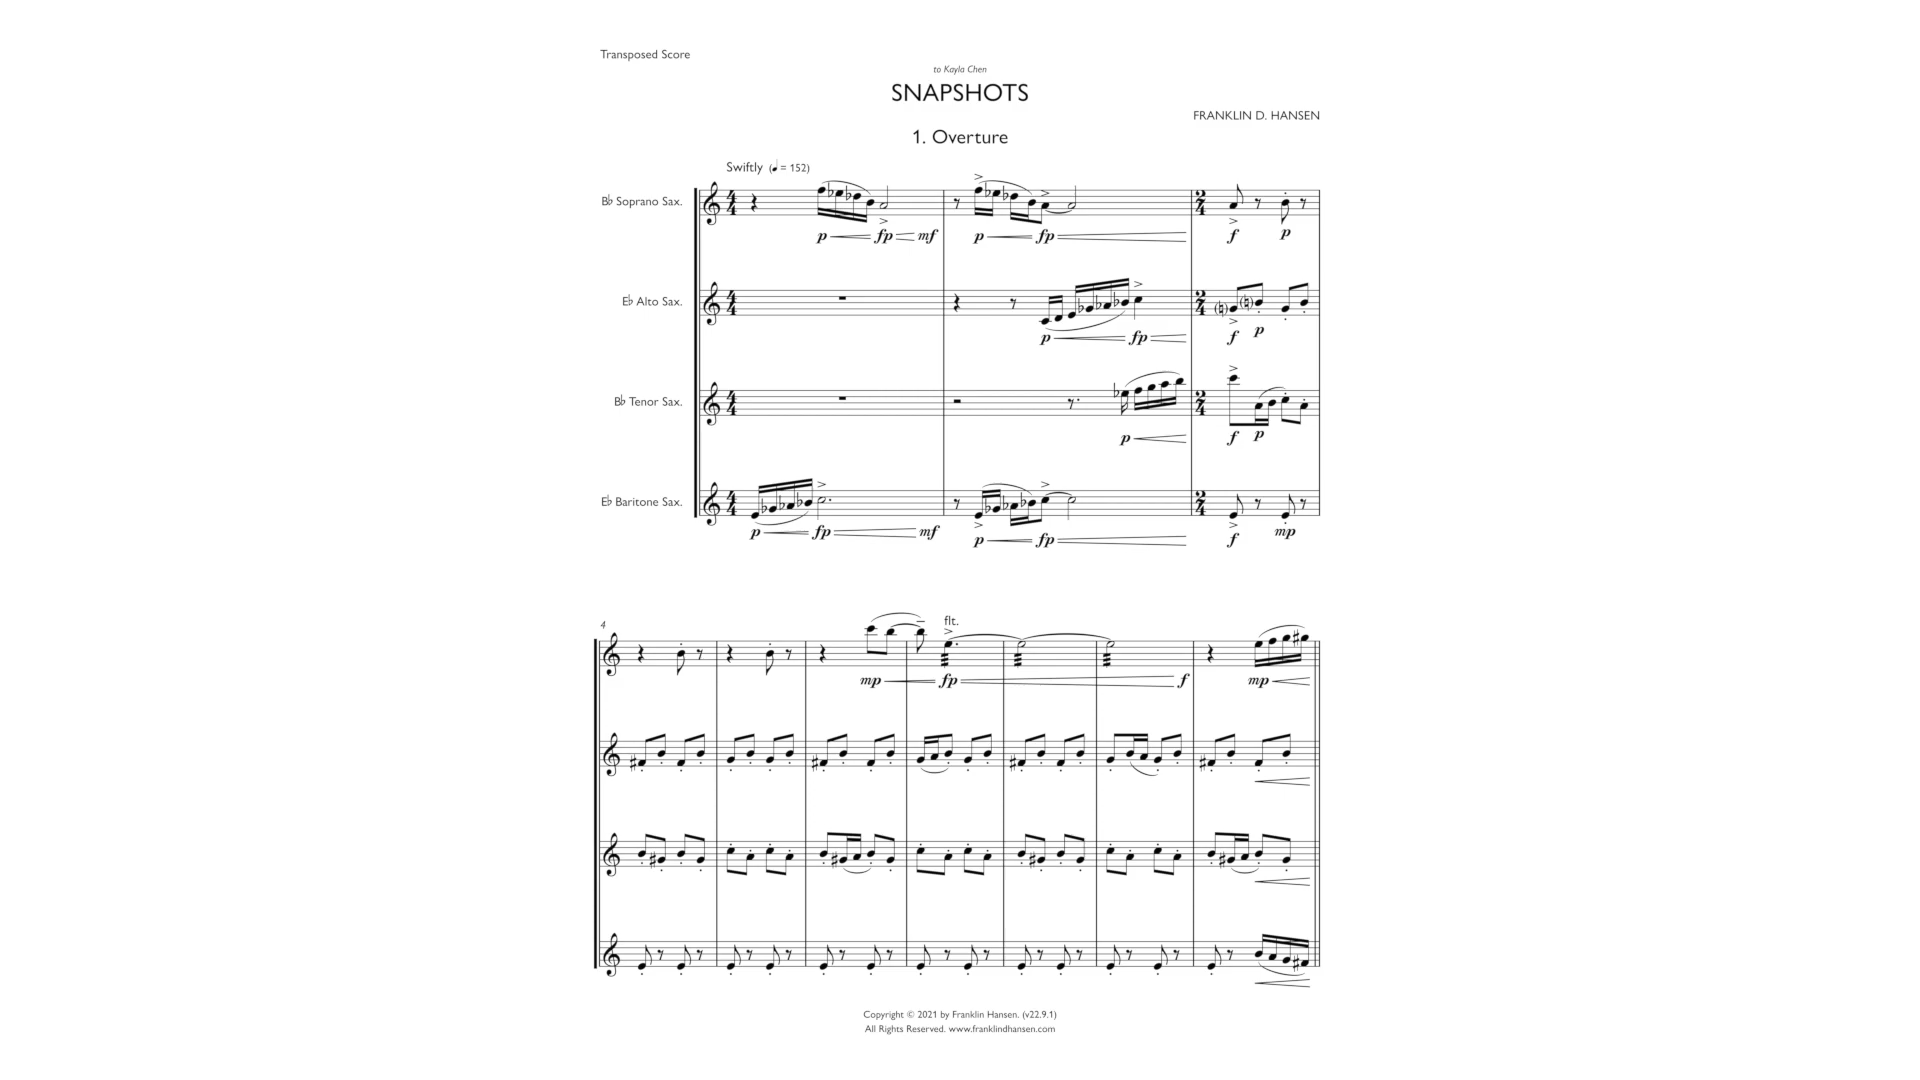 Transposed Score
to Kayla Chen
SNAPSHOTS
FRANKLIN D. HANSEN
1. Overture
Swiftly (♩ = 152)
B♭ Soprano Sax.
p fp mf p fp f p
E♭ Alto Sax.
p fp f p
B♭ Tenor Sax.
p f p
E♭ Baritone Sax.
p fp mf p fp f mp
4
flt.
mp fp f mp
Copyright © 2021 by Franklin Hansen. (v22.9.1)
All Rights Reserved. www.franklindhansen.com